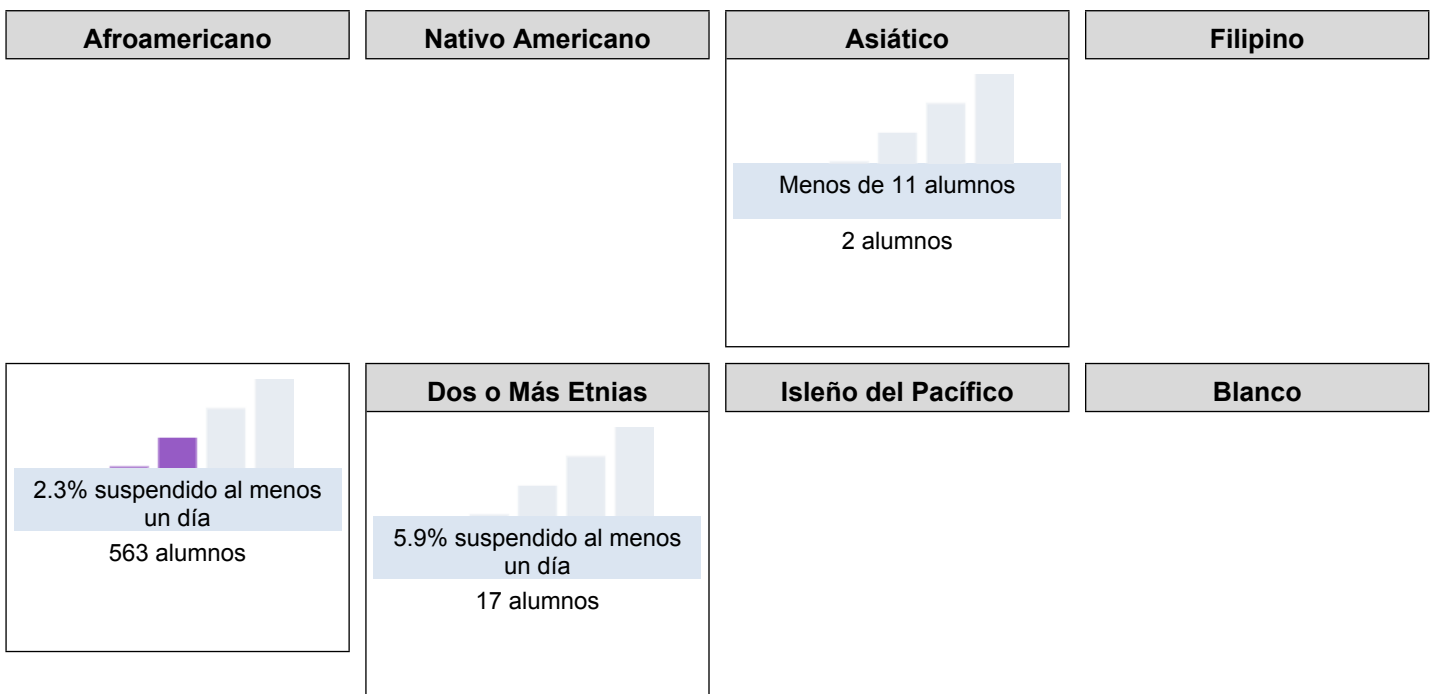 Afroamericano
Nativo Americano
Asiático
Filipino
Menos de 11 alumnos
2 alumnos
2.3% suspendido al menos
un día
563 alumnos
Dos o Más Etnias
5.9% suspendido al menos
un día
17 alumnos
Isleño del Pacífico
Blanco